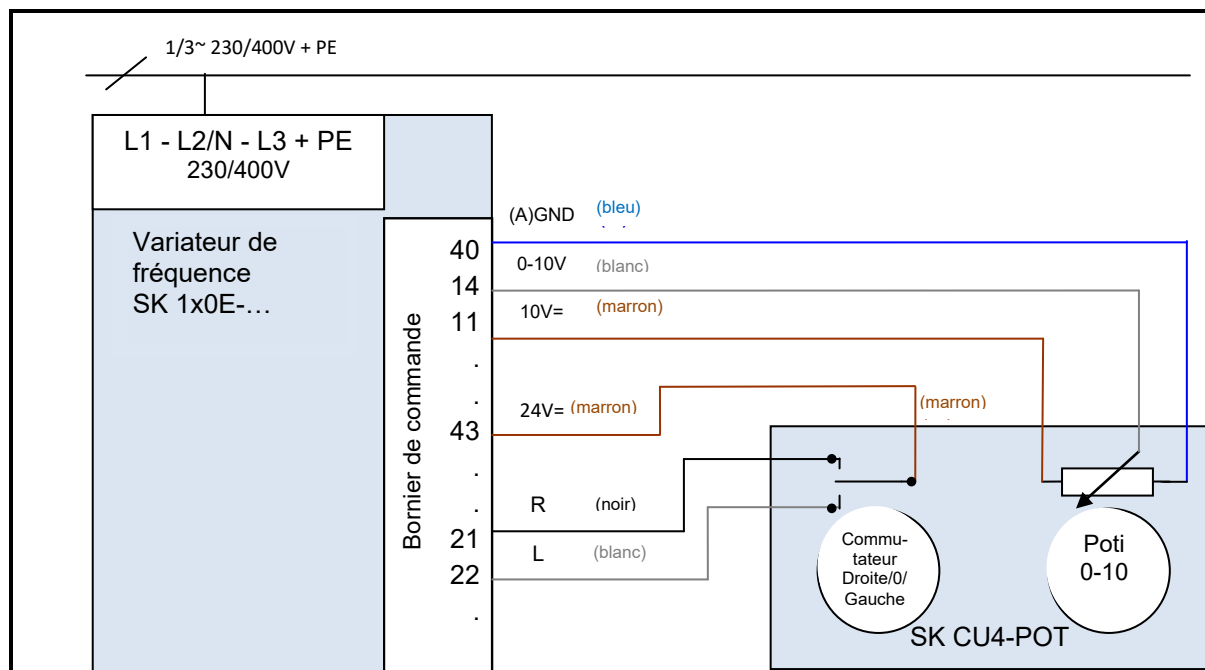 1/3~ 230/400V + PE
L1 - L2/N - L3 + PE
230/400V
Variateur de
fréquence
SK 1x0E-…
Bornier de commande
(A)GND (bleu)
40
0-10V (blanc)
14
10V= (marron)
11
.
.
24V= (marron) (marron)
43
.
.
R (noir)
21
L (blanc)
22
.
Commu-
tateur
Droite/0/
Gauche
Poti
0-10
SK CU4-POT